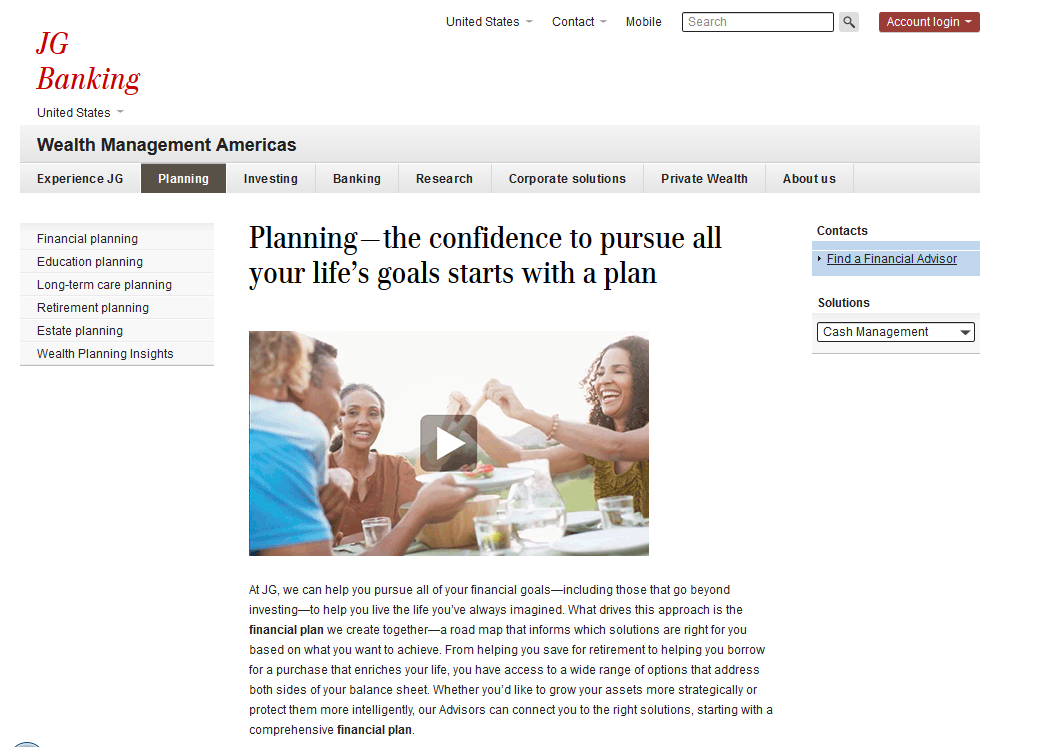 United States
Contact
Mobile
Search
Account login
JG
Banking
United States
Wealth Management Americas
Experience JG
Planning
Investing
Banking
Research
Corporate solutions
Private Wealth
About us
Financial planning
Education planning
Long-term care planning
Retirement planning
Estate planning
Wealth Planning Insights
Planning—the confidence to pursue all
your life’s goals starts with a plan
At JG, we can help you pursue all of your financial goals—including those that go beyond
investing—to help you live the life you’ve always imagined. What drives this approach is the
financial plan we create together—a road map that informs which solutions are right for you
based on what you want to achieve. From helping you save for retirement to helping you borrow
for a purchase that enriches your life, you have access to a wide range of options that address
both sides of your balance sheet. Whether you’d like to grow your assets more strategically or
protect them more intelligently, our Advisors can connect you to the right solutions, starting with a
comprehensive financial plan.
Contacts
Find a Financial Advisor
Solutions
Cash Management